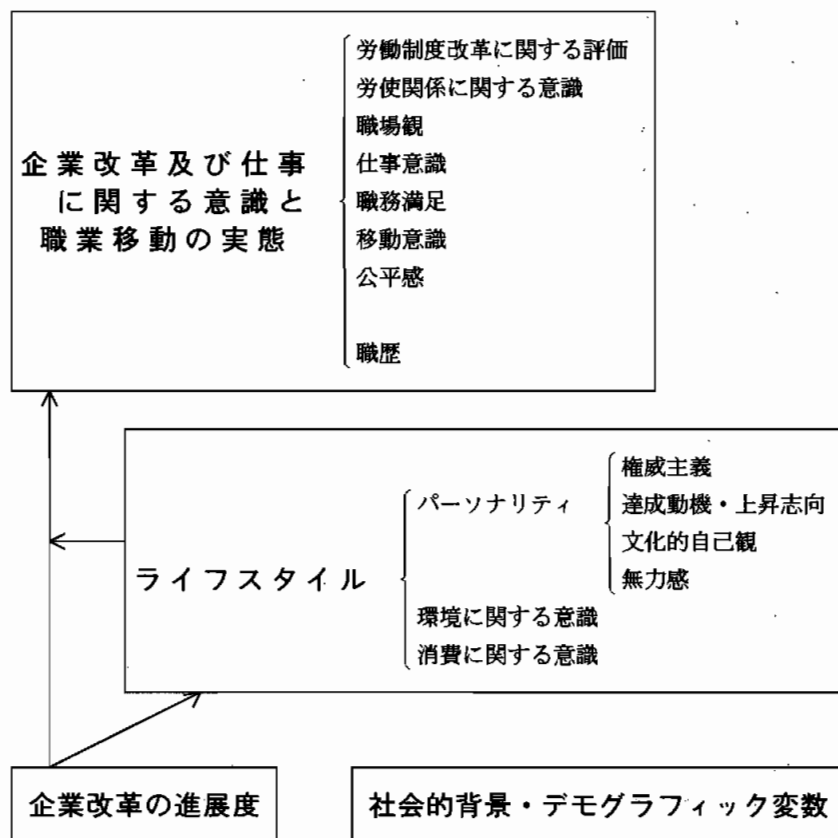 労働制度改革に関する評価
労使関係に関する意識
職場観
企業改革及び仕事
に関する意識と
職業移動の実態
仕事意識
職務満足
移動意識
公平感
職歴
ライフスタイル
パーソナリティ
権威主義
達成動機・上昇志向
文化的自己観
無力感
環境に関する意識
消費に関する意識
企業改革の進展度
社会的背景・デモグラフィック変数